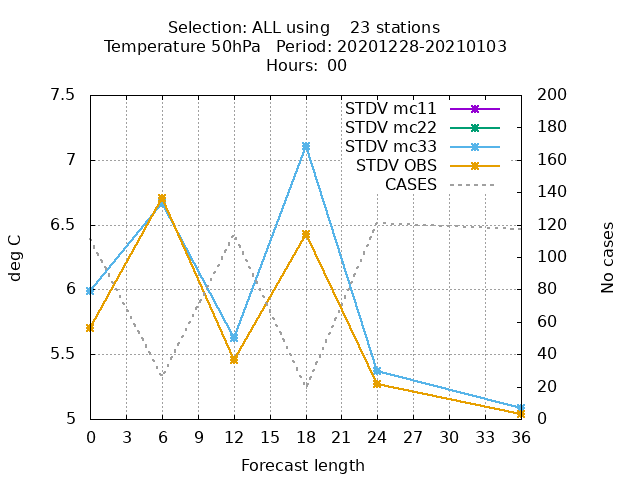 Selection: ALL using    23 stations
Temperature 50hPa   Period: 20201228-20210103
Hours:  00
7.5
7
6.5
6
5.5
5
deg C
STDV mc11
STDV mc22
STDV mc33
STDV OBS
CASES
200
180
160
140
120
100
80
60
40
20
0
No cases
0 3 6 9 12 15 18 21 24 27 30 33 36
Forecast length